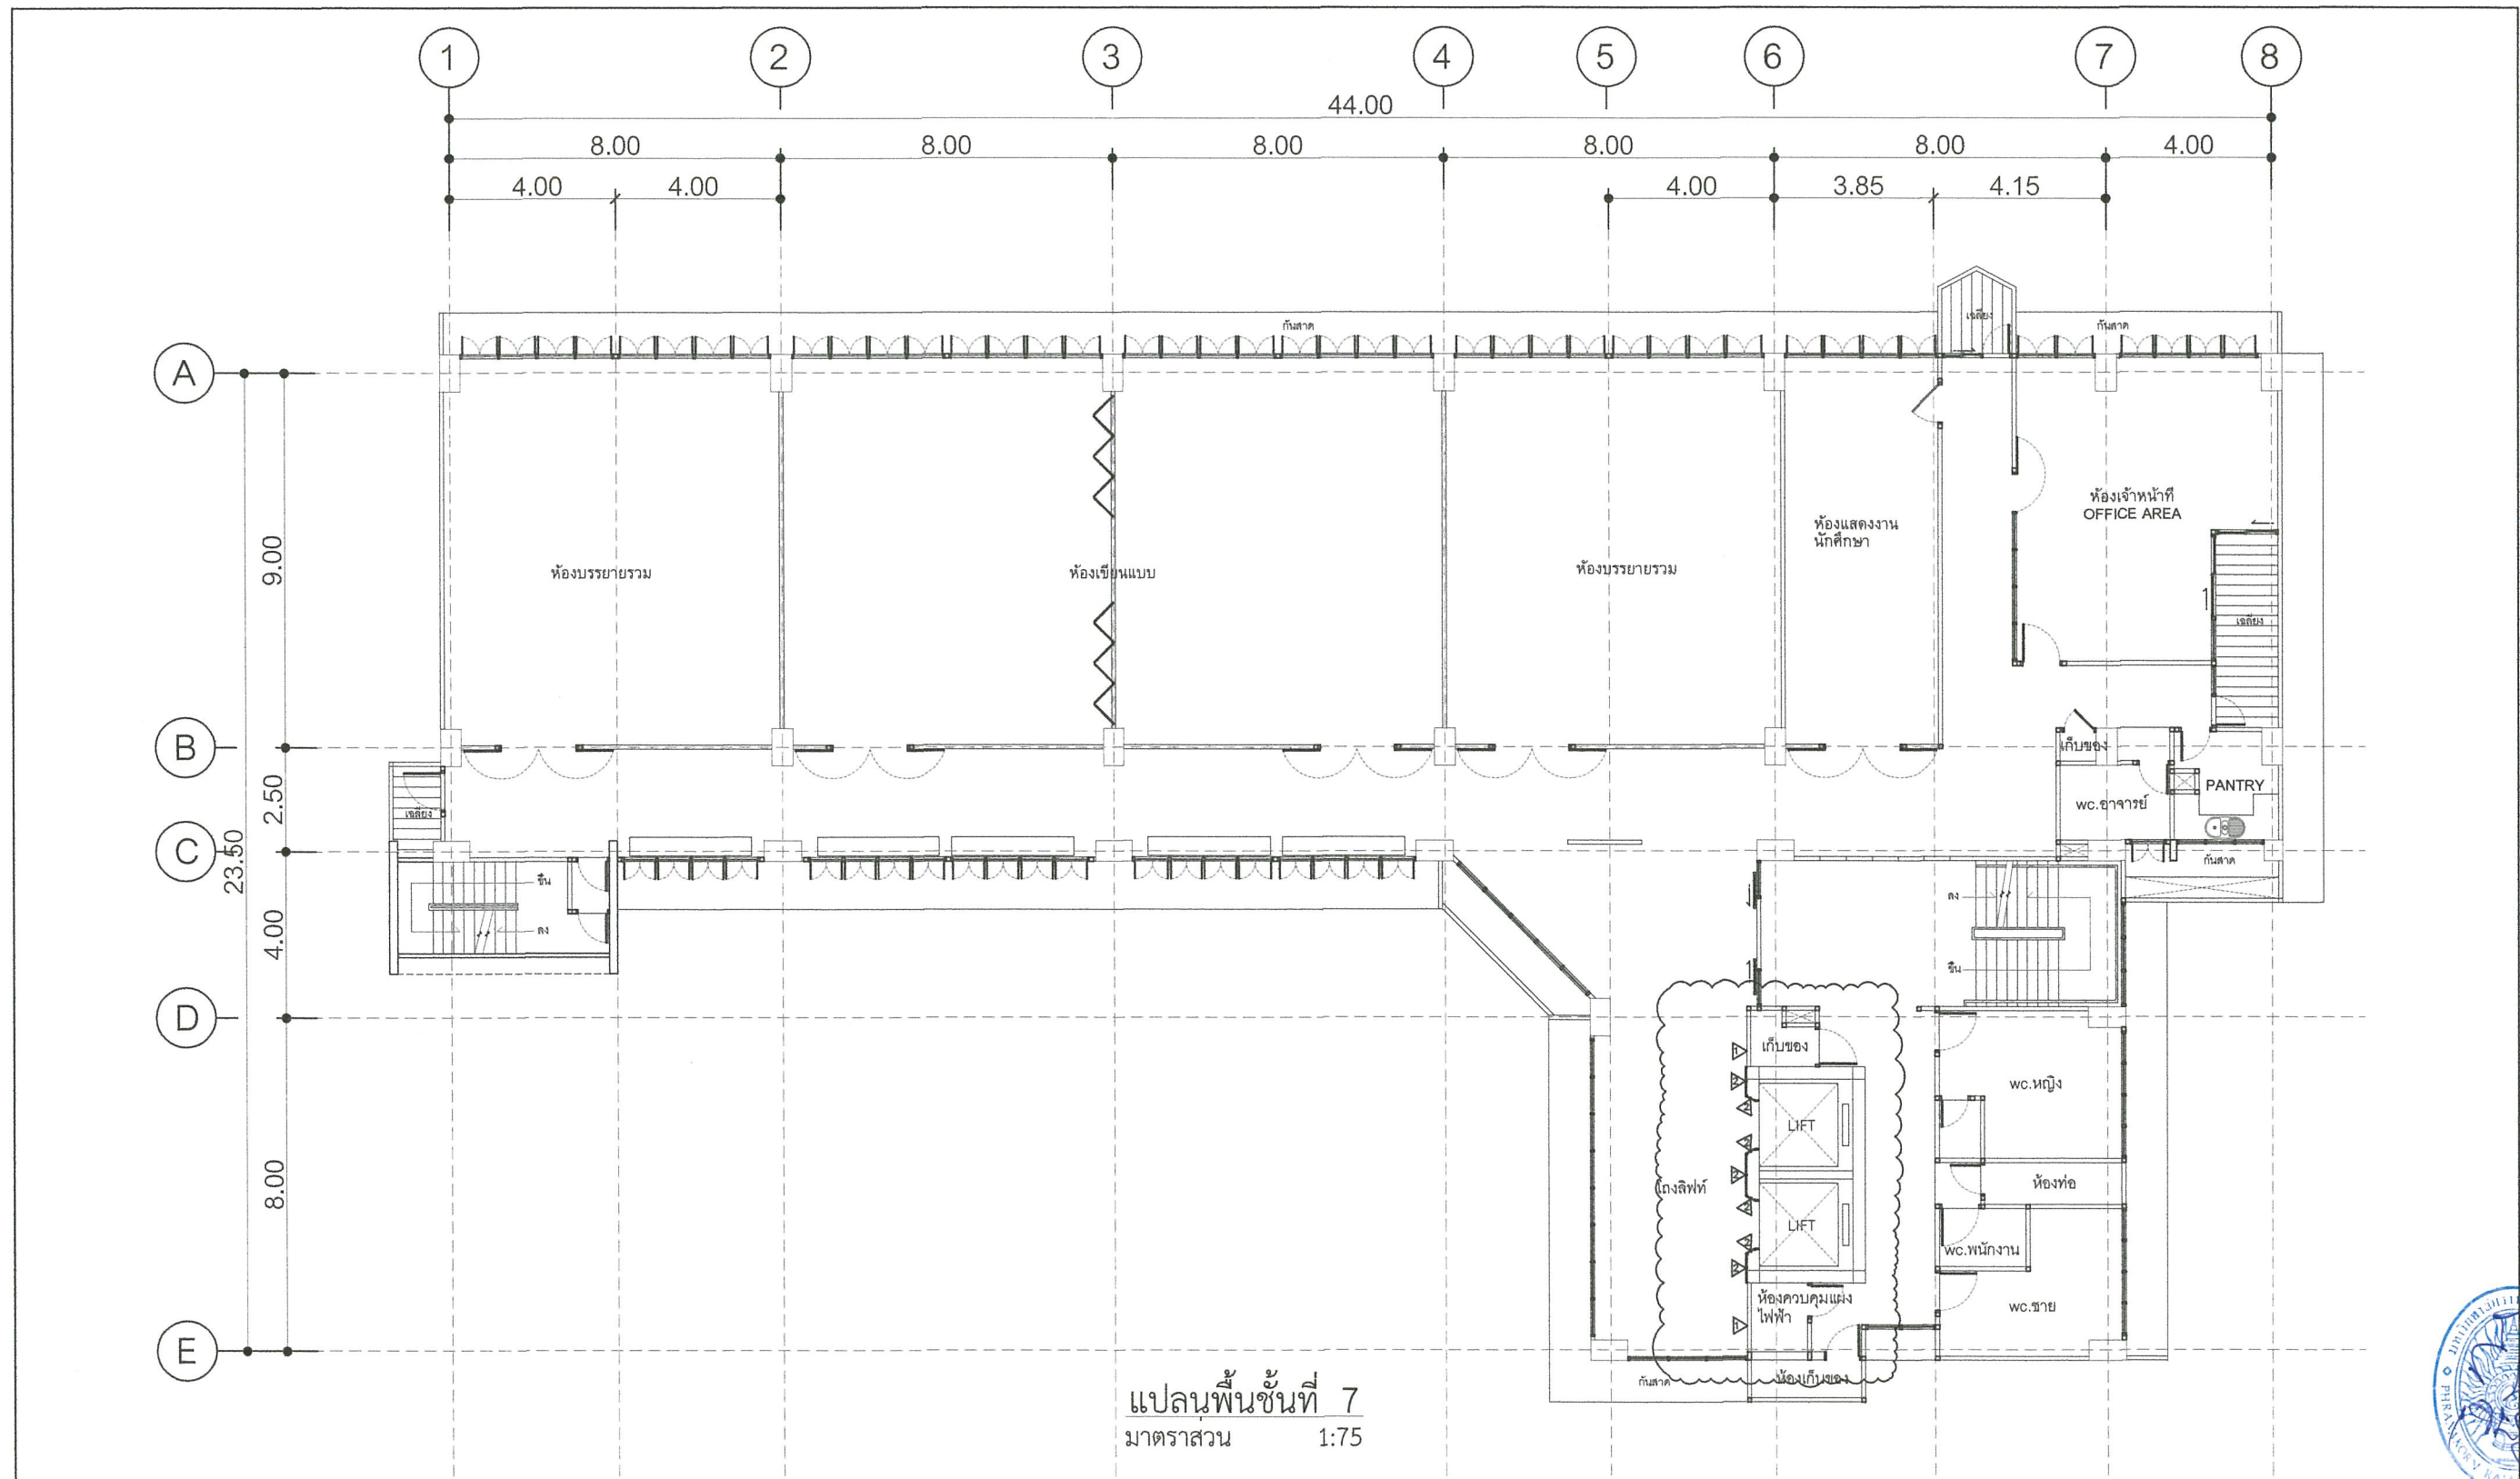 1 2 3 4 5 6 7 8
44.00
8.00 8.00 8.00 8.00 8.00 4.00
4.00 4.00 4.00 3.85 4.15
กันสาด
เฉลียง
กันสาด
A
ห้องเจ้าหน้าที่
OFFICE AREA
ห้องแสดงงาน
นักศึกษา
9.00
ห้องบรรยายรวม
ห้องเขียนแบบ
ห้องบรรยายรวม
เฉลียง
B
เก็บของ
PANTRY
wc.อาจารย์
2.50
เฉลียง
C
23.50
กันสาด
ขึ้น
ลง
ลง
ขึ้น
4.00
D
เก็บของ
1
2
3
wc.หญิง
LIFT
3
2
3
โถงลิฟท์
ห้องท่อ
8.00
LIFT
3
2
wc.พนักงาน
ห้องควบคุมแผง
ไฟฟ้า
wc.ชาย
1
E
กันสาด
ห้องเก็บของ
แปลนพื้นชั้นที่ 7
มาตราส่วน 1:75